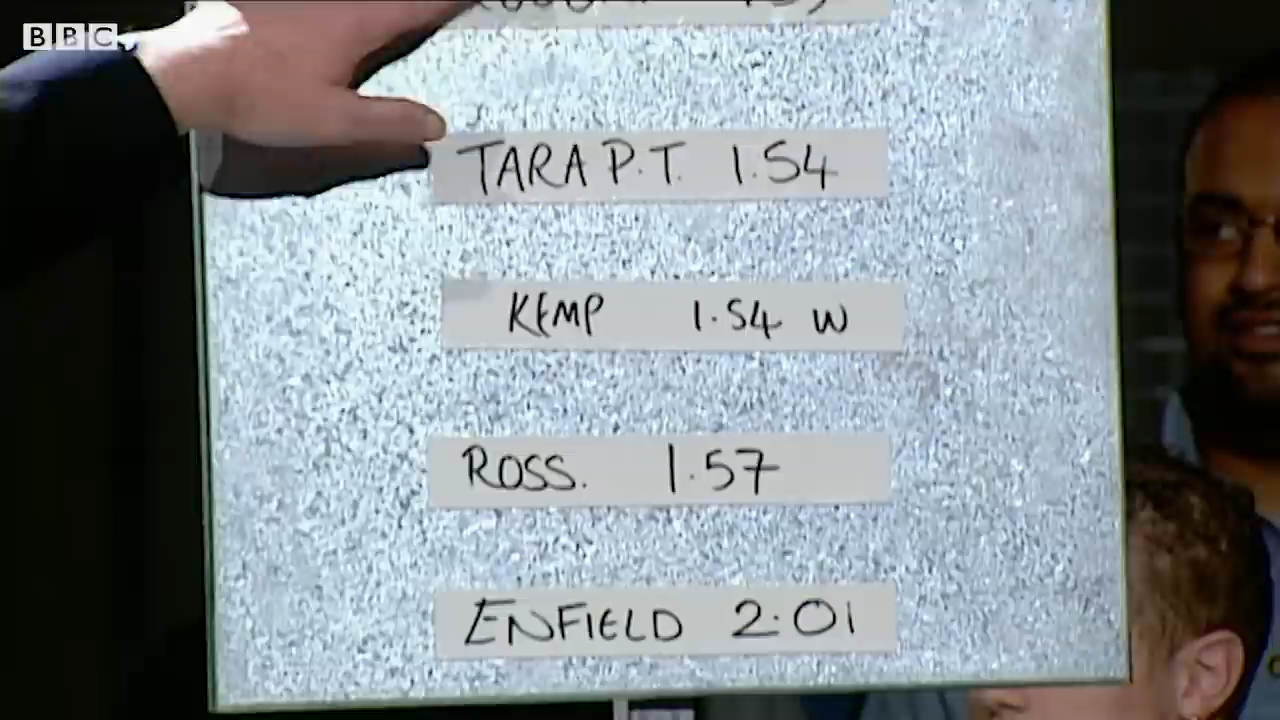 BBC
TARA P.T. 1.54
KEMP 1.54 W
ROSS. 1.57
ENFIELD 2.01